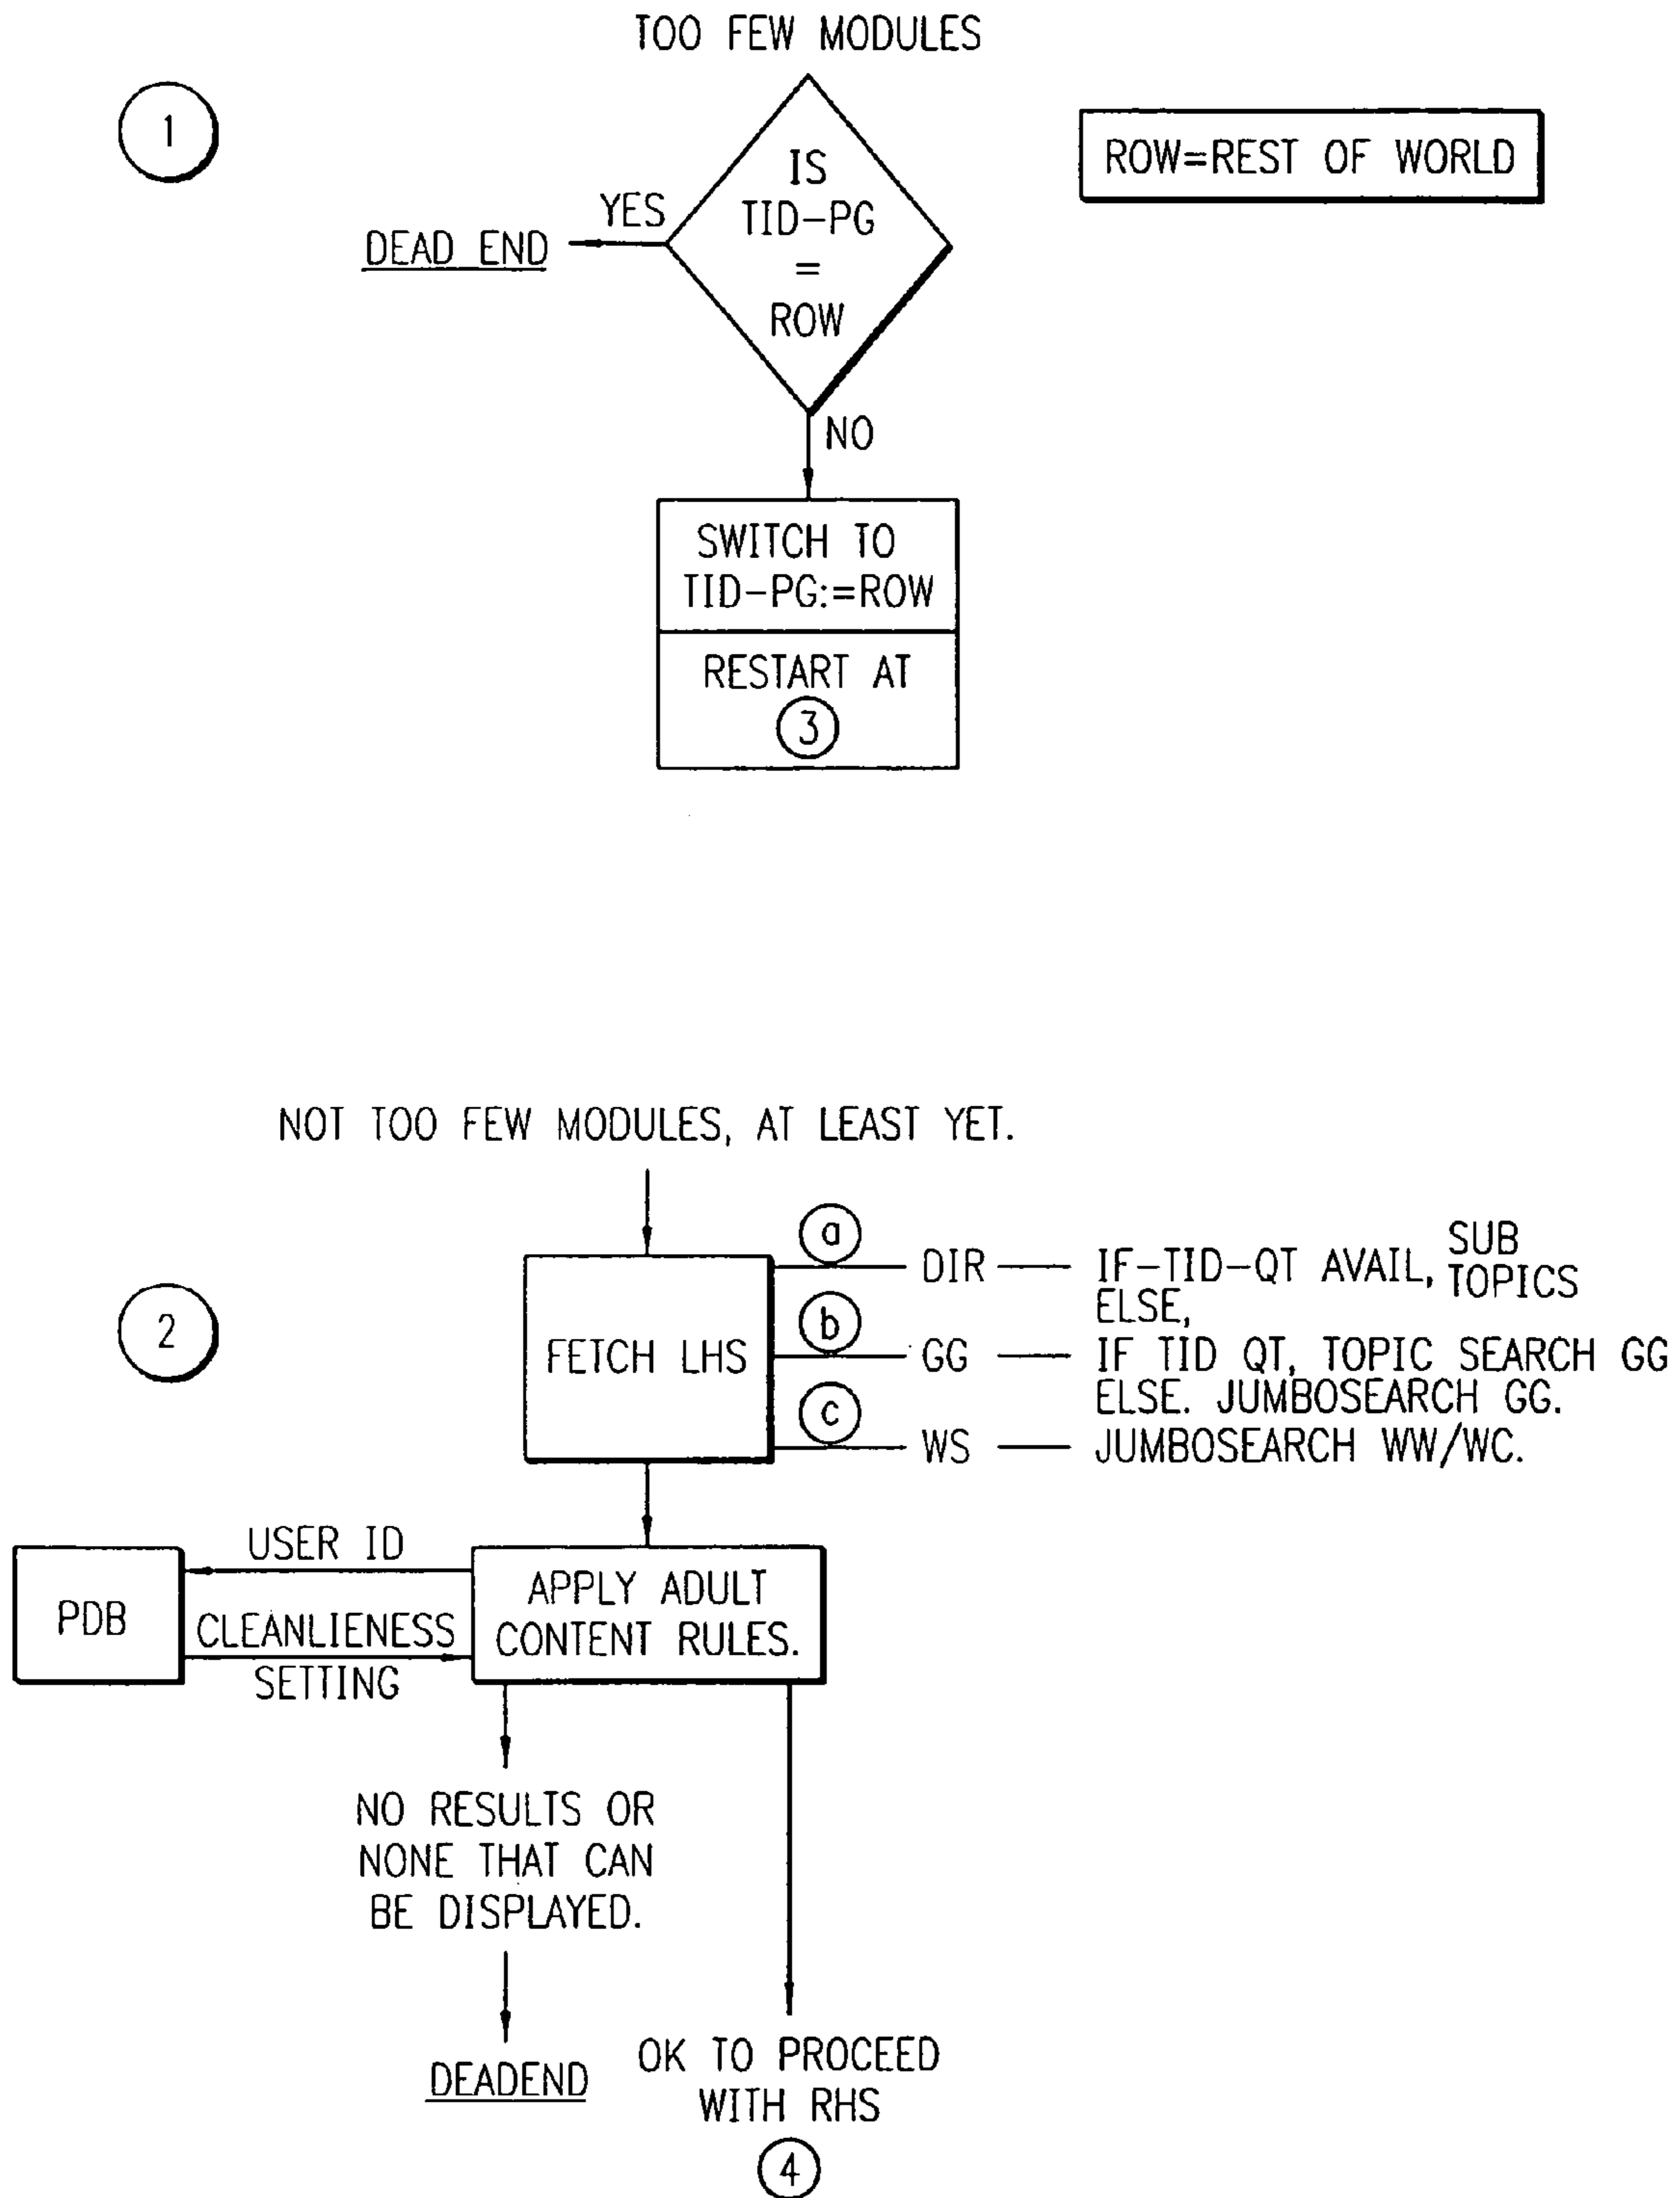 TOO FEW MODULES
1
IS
TID-PG
=
ROW
ROW=REST OF WORLD
YES
DEAD END
NO
SWITCH TO
TID-PG:=ROW
RESTART AT
3
NOT TOO FEW MODULES, AT LEAST YET.
2
FETCH LHS
a
DIR
IF-TID-QT AVAIL, SUB
TOPICS
ELSE,
b
GG
IF TID QT, TOPIC SEARCH GG
ELSE. JUMBOSEARCH GG.
c
WS
JUMBOSEARCH WW/WC.
PDB
USER ID
CLEANLIENESS
SETTING
APPLY ADULT
CONTENT RULES.
NO RESULTS OR
NONE THAT CAN
BE DISPLAYED.
DEADEND
OK TO PROCEED
WITH RHS
4